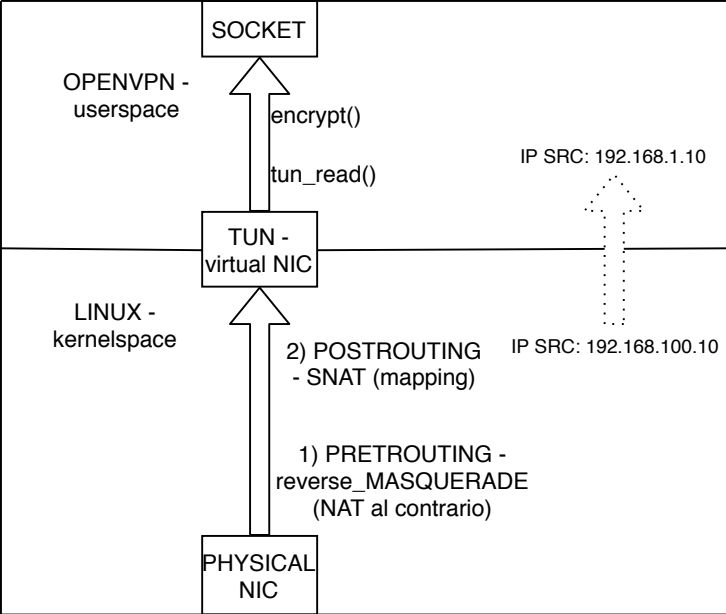 SOCKET
OPENVPN -
userspace
encrypt()
tun_read()
IP SRC: 192.168.1.10
TUN -
virtual NIC
LINUX -
kernelspace
2) POSTROUTING
- SNAT (mapping)
IP SRC: 192.168.100.10
1) PRETROUTING -
reverse_MASQUERADE
(NAT al contrario)
PHYSICAL
NIC